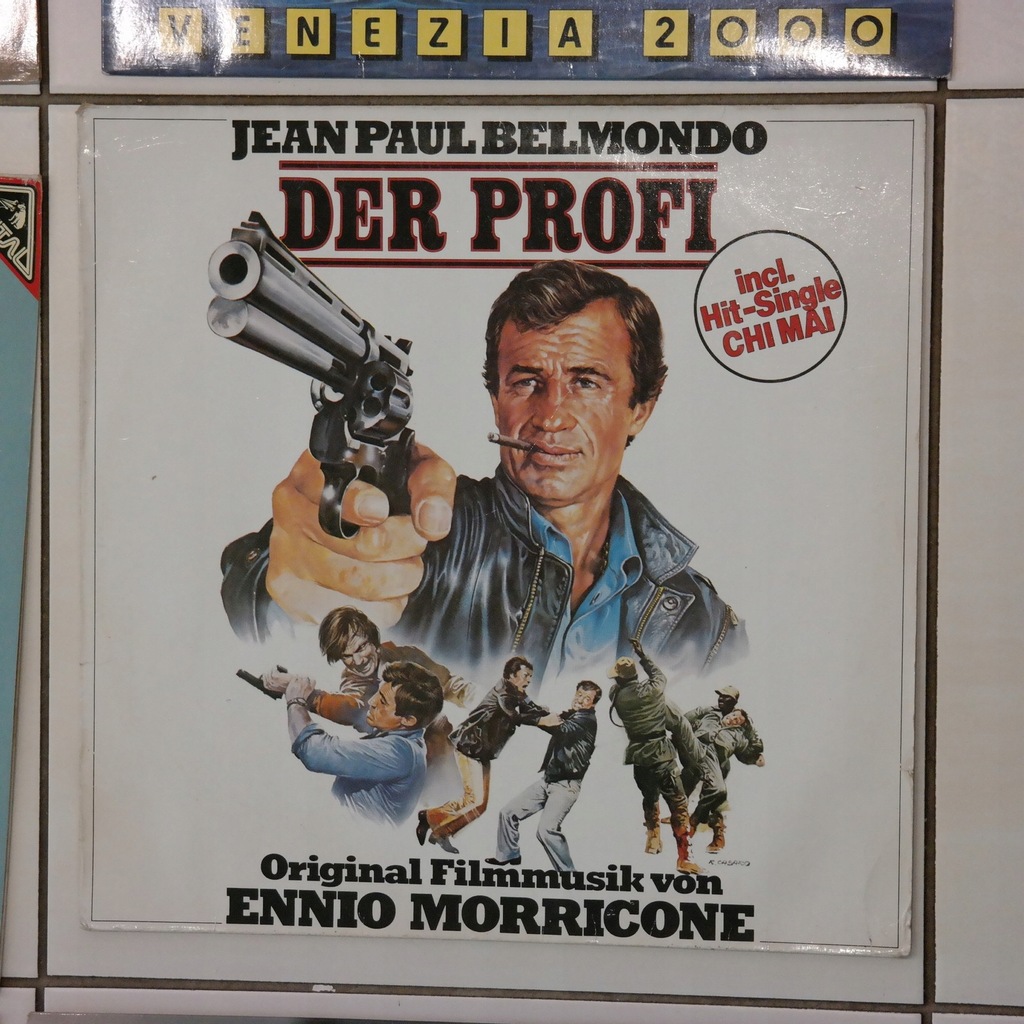 VENEZIA 2000
JEAN PAUL BELMONDO
DER PROFI
incl.
Hit-Single
CHI MAI
Original Filmmusik von
ENNIO MORRICONE